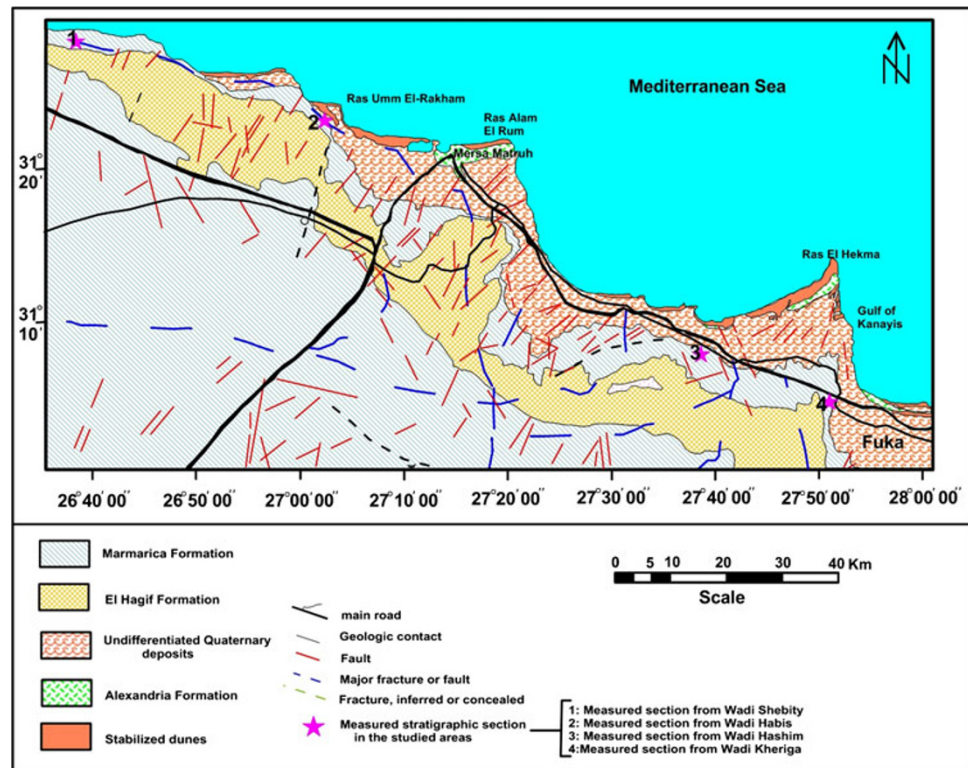 1
N
Mediterranean Sea
Ras Umm El-Rakham
2
Ras Alam
El Rum
Mersa Matruh
31°
20'
Ras El Hekma
31°
10'
Gulf of
Kanayis
3
4
Fuka
26° 40' 00"
26° 50' 00"
27° 00' 00"
27° 10' 00"
27° 20' 00"
27° 30' 00"
27° 40' 00"
27° 50' 00"
28° 00' 00"
Marmarica Formation
El Hagif Formation
Undifferentiated Quaternary
deposits
Alexandria Formation
Stabilized dunes
main road
Geologic contact
Fault
Major fracture or fault
Fracture, inferred or concealed
Measured stratigraphic section
in the studied areas
0 5 10 20 30 40 Km
Scale
1: Measured section from Wadi Shebity
2: Measured section from Wadi Habis
3: Measured section from Wadi Hashim
4:Measured section from Wadi Kheriga